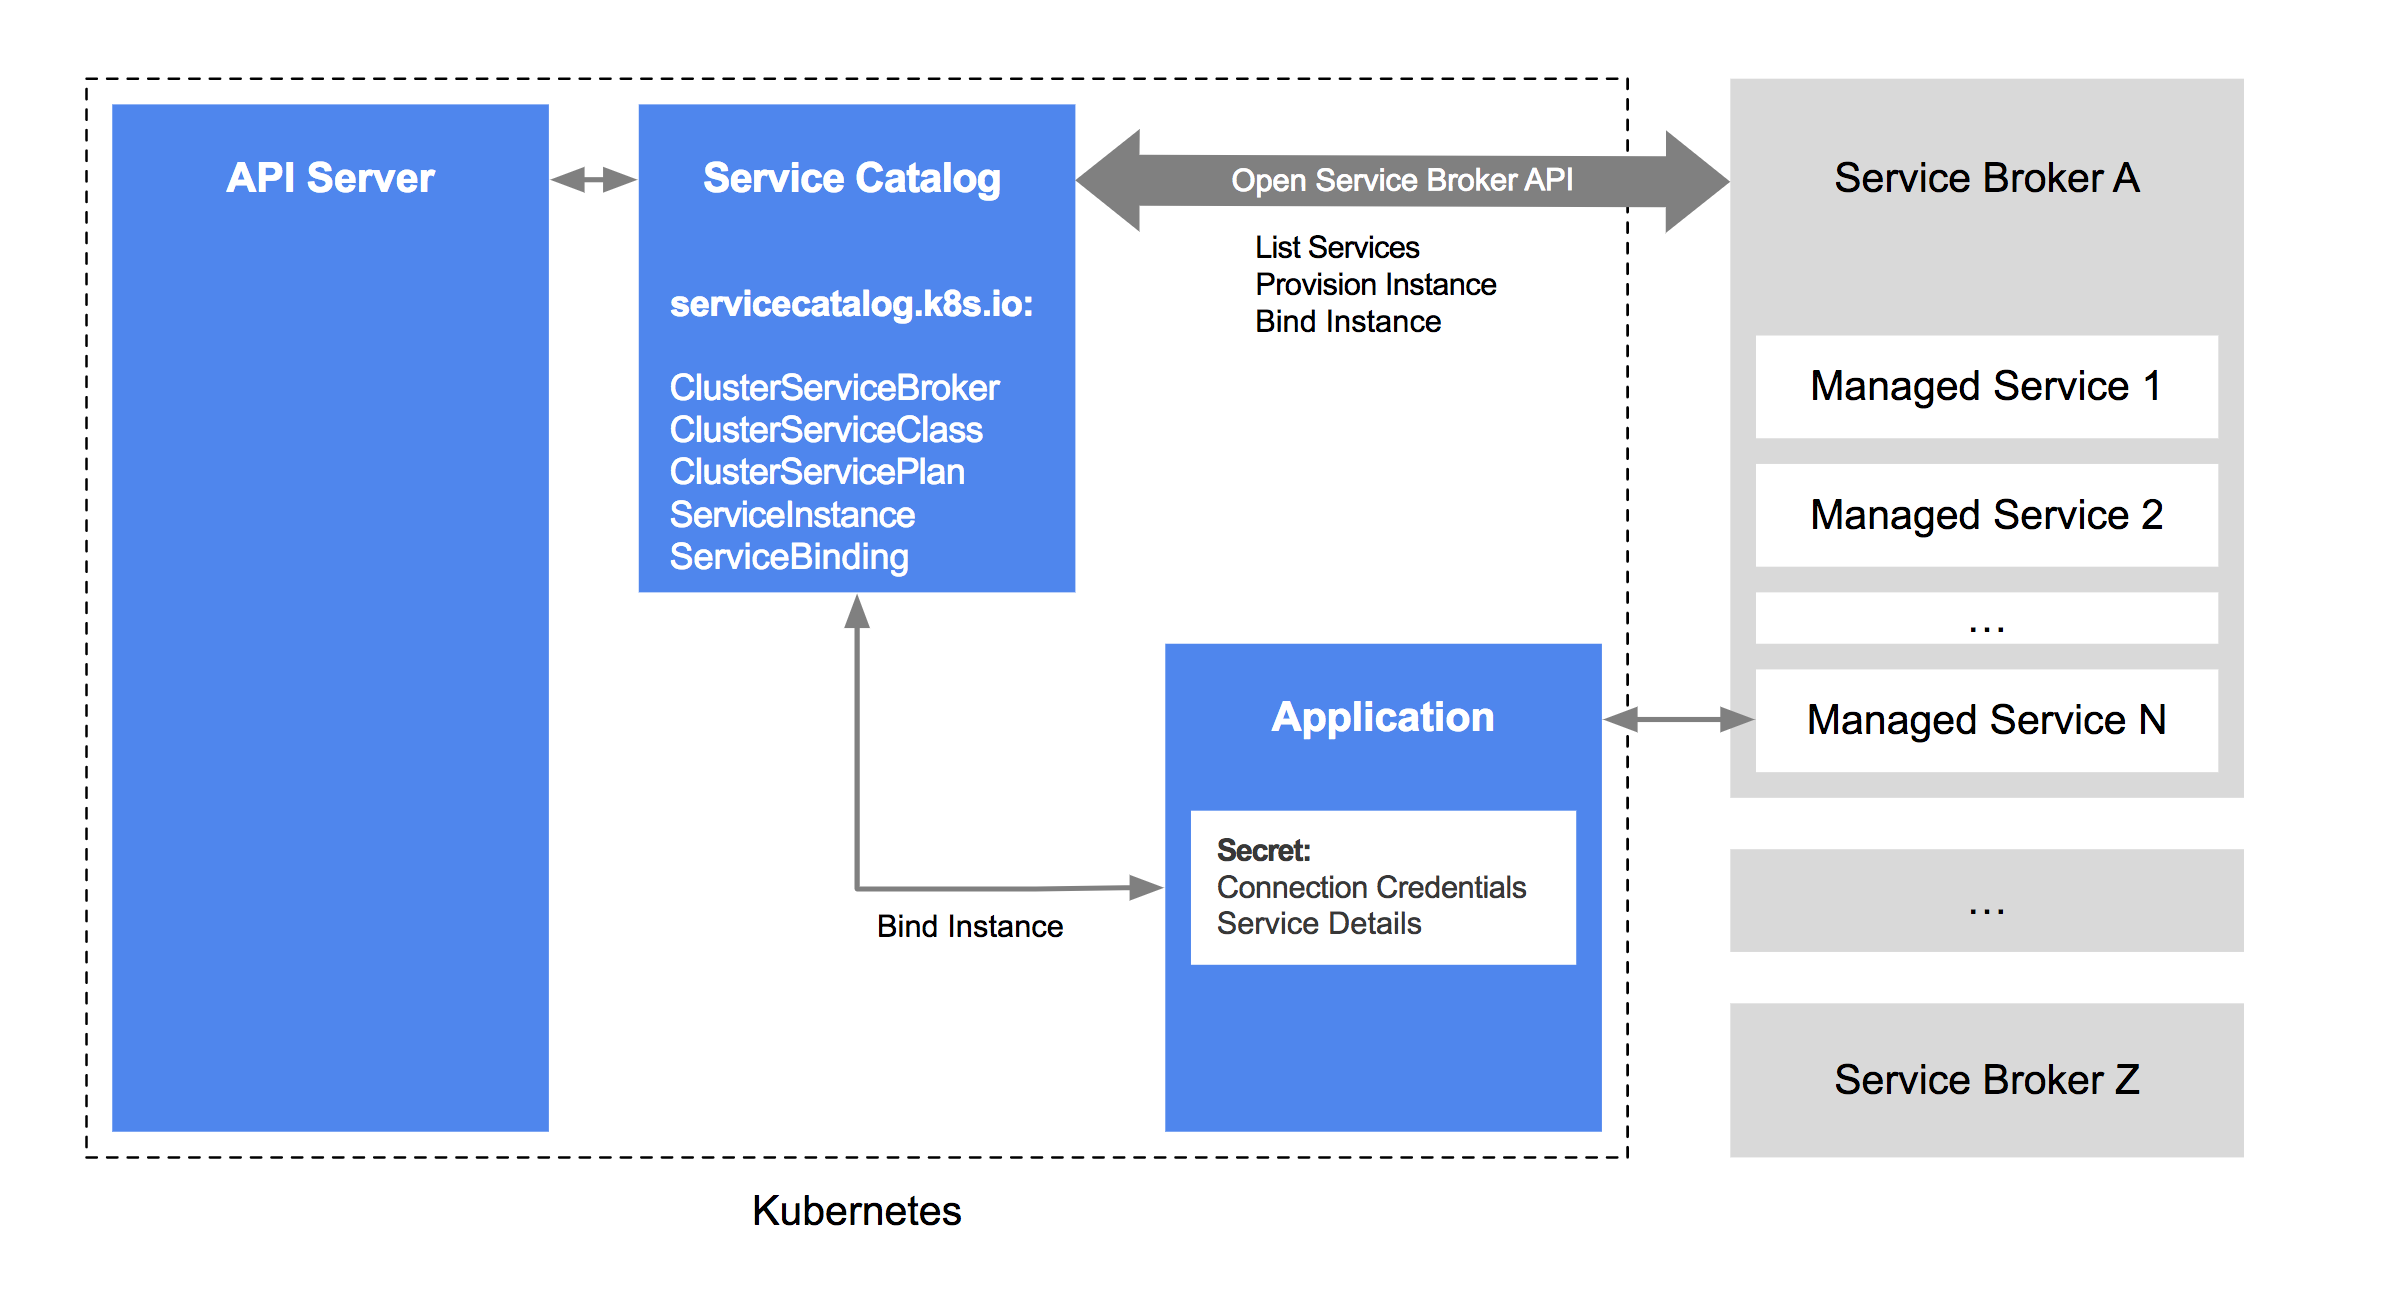 API Server
Service Catalog
servicecatalog.k8s.io:
ClusterServiceBroker
ClusterServiceClass
ClusterServicePlan
ServiceInstance
ServiceBinding
Open Service Broker API
List Services
Provision Instance
Bind Instance
Service Broker A
Managed Service 1
Managed Service 2
...
Managed Service N
Application
Secret:
Connection Credentials
Service Details
Bind Instance
...
Service Broker Z
Kubernetes